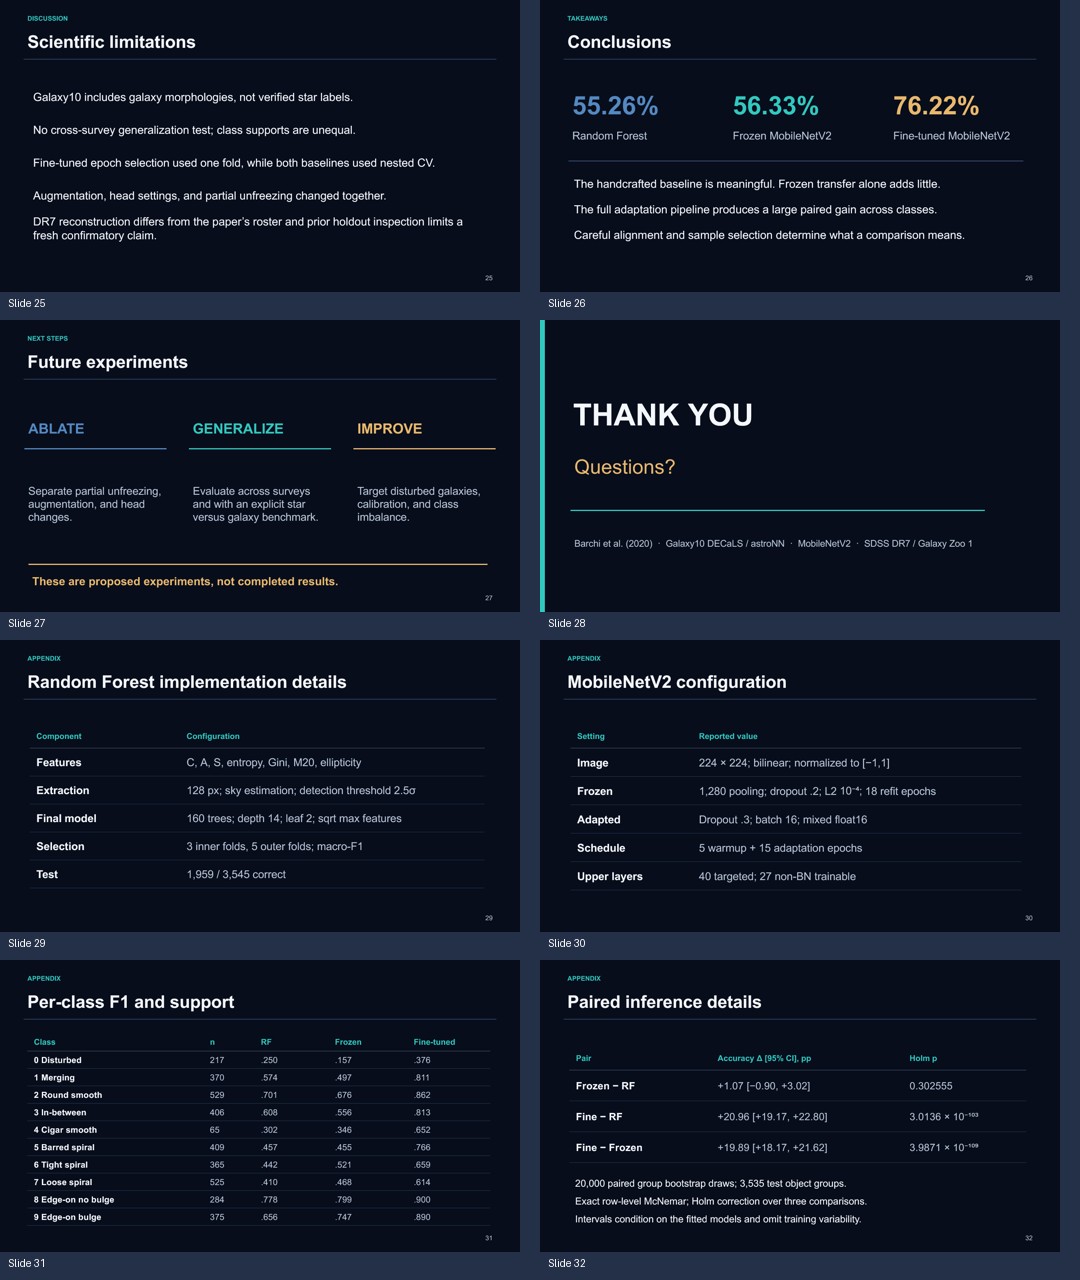 DISCUSSION
Scientific limitations
Galaxy10 includes galaxy morphologies, not verified star labels.
No cross-survey generalization test; class supports are unequal.
Fine-tuned epoch selection used one fold, while both baselines used nested CV.
Augmentation, head settings, and partial unfreezing changed together.
DR7 reconstruction differs from the paper's roster and prior holdout inspection limits a
fresh confirmatory claim.
25
Slide 25
TAKEAWAYS
Conclusions
55.26% 56.33% 76.22%
Random Forest Frozen MobileNetV2 Fine-tuned MobileNetV2
The handcrafted baseline is meaningful. Frozen transfer alone adds little.
The full adaptation pipeline produces a large paired gain across classes.
Careful alignment and sample selection determine what a comparison means.
26
Slide 26
NEXT STEPS
Future experiments
ABLATE
Separate partial unfreezing,
augmentation, and head
changes.
GENERALIZE
Evaluate across surveys
and with an explicit star
versus galaxy benchmark.
IMPROVE
Target disturbed galaxies,
calibration, and class
imbalance.
These are proposed experiments, not completed results.
27
Slide 27
THANK YOU
Questions?
Barchi et al. (2020) · Galaxy10 DECaLS / astroNN · MobileNetV2 · SDSS DR7 / Galaxy Zoo 1
Slide 28
APPENDIX
Random Forest implementation details
Component Configuration
Features C, A, S, entropy, Gini, M20, ellipticity
Extraction 128 px; sky estimation; detection threshold 2.5σ
Final model 160 trees; depth 14; leaf 2; sqrt max features
Selection 3 inner folds, 5 outer folds; macro-F1
Test 1,959 / 3,545 correct
29
Slide 29
APPENDIX
MobileNetV2 configuration
Setting Reported value
Image 224 × 224; bilinear; normalized to [−1,1]
Frozen 1,280 pooling; dropout .2; L2 10⁻⁴; 18 refit epochs
Adapted Dropout .3; batch 16; mixed float16
Schedule 5 warmup + 15 adaptation epochs
Upper layers 40 targeted; 27 non-BN trainable
30
Slide 30
APPENDIX
Per-class F1 and support
Class n RF Frozen Fine-tuned
0 Disturbed 217 .250 .157 .376
1 Merging 370 .574 .497 .811
2 Round smooth 529 .701 .676 .862
3 In-between 406 .608 .556 .813
4 Cigar smooth 65 .302 .346 .652
5 Barred spiral 409 .457 .455 .766
6 Tight spiral 365 .442 .521 .659
7 Loose spiral 525 .410 .468 .614
8 Edge-on no bulge 284 .778 .799 .900
9 Edge-on bulge 375 .656 .747 .890
31
Slide 31
APPENDIX
Paired inference details
Pair Accuracy Δ [95% CI], pp Holm p
Frozen − RF +1.07 [−0.90, +3.02] 0.302555
Fine − RF +20.96 [+19.17, +22.80] 3.0136 × 10⁻¹⁰³
Fine − Frozen +19.89 [+18.17, +21.62] 3.9871 × 10⁻¹⁰⁹
20,000 paired group bootstrap draws; 3,535 test object groups.
Exact row-level McNemar; Holm correction over three comparisons.
Intervals condition on the fitted models and omit training variability.
32
Slide 32